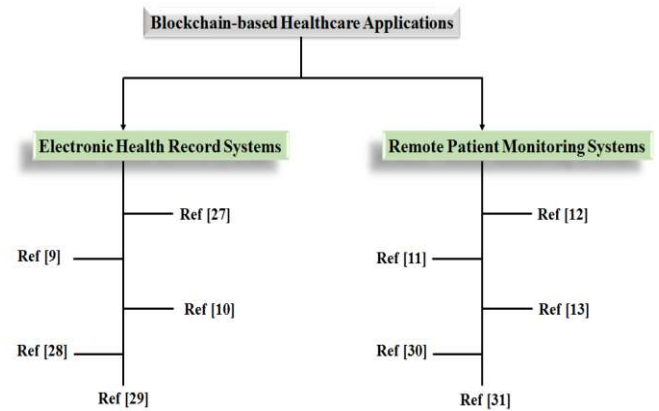 Blockchain-based Healthcare Applications
Electronic Health Record Systems
Remote Patient Monitoring Systems
Ref [27]
Ref [9]
Ref [10]
Ref [28]
Ref [29]
Ref [12]
Ref [11]
Ref [13]
Ref [30]
Ref [31]